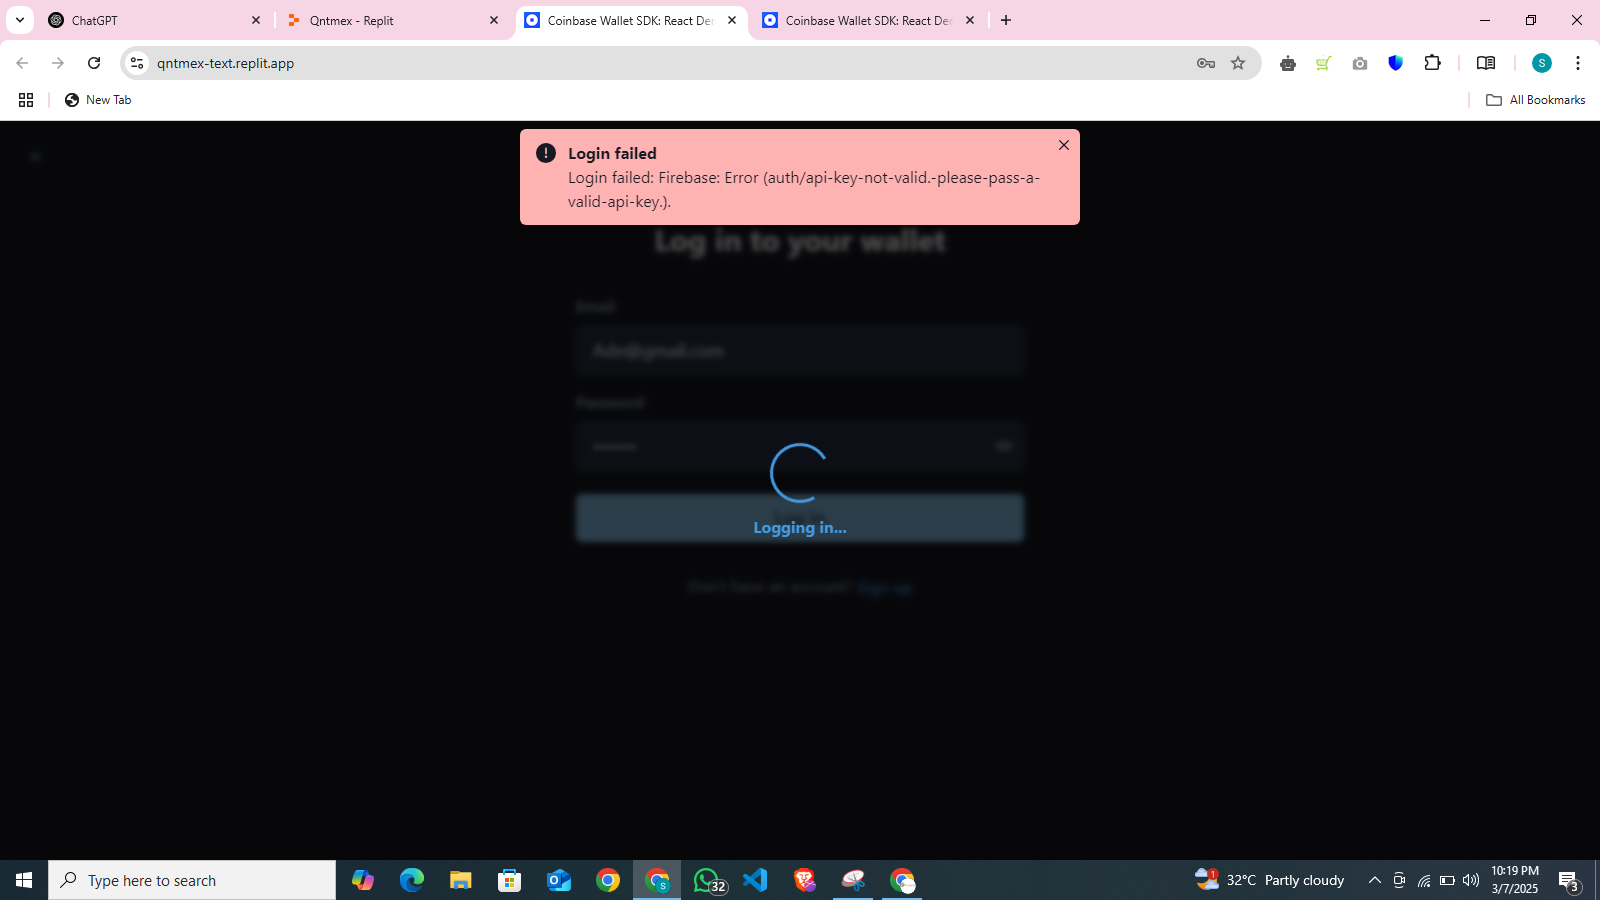 ChatGPT
Qntmex - Replit
Coinbase Wallet SDK: React Der
Coinbase Wallet SDK: React Der
qntmex-text.replit.app
S
New Tab
All Bookmarks
Login failed
Login failed: Firebase: Error (auth/api-key-not-valid.-please-pass-a-
valid-api-key.).
Log in to your wallet
Email
Password
Logging in...
Don't have an account? Sign up
Type here to search
S
32
1
32°C Partly cloudy
10:19 PM
3/7/2025
3